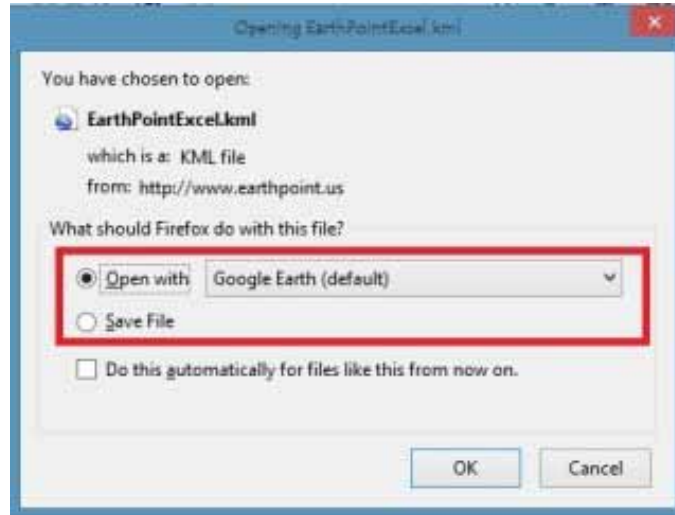 Opening EarthPointExcel.kml
You have chosen to open:
EarthPointExcel.kml
which is a: KML file
from: http://www.earthpoint.us
What should Firefox do with this file?
Open with Google Earth (default)
Save File
Do this automatically for files like this from now on.
OK Cancel